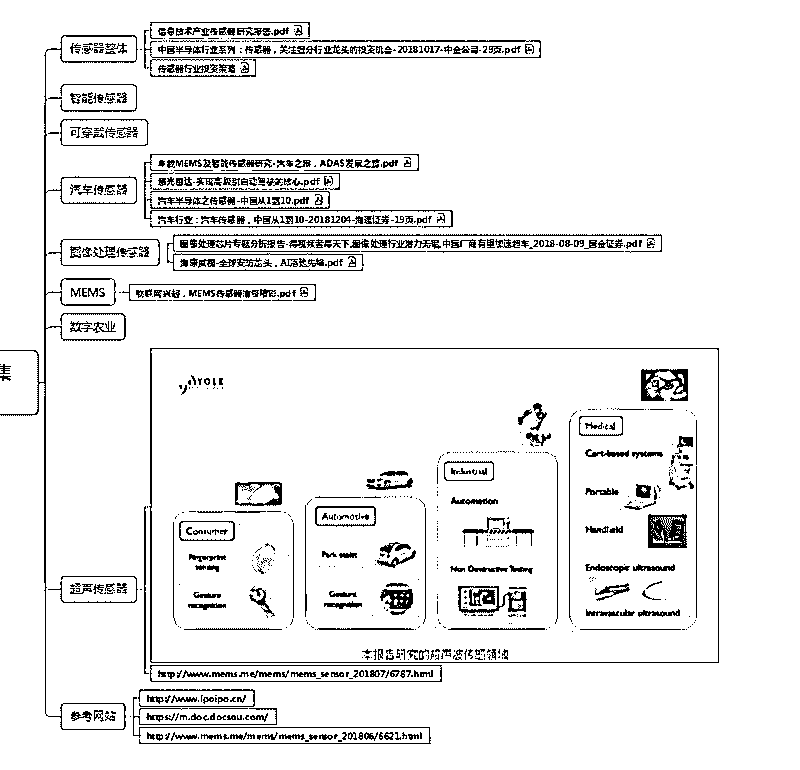 传感器整体
信息技术产业传感器研究报告.pdf
中国半导体行业系列：传感器，关注细分行业龙头的投资机会-20181017-中金公司-29页.pdf
传感器行业投资策略
智能传感器
可穿戴传感器
汽车传感器
车载MEMS及智能传感器研究-汽车之眼，ADAS发展之路.pdf
激光雷达-实现高级别自动驾驶的核心.pdf
汽车半导体之传感器-中国从1到10.pdf
汽车行业：汽车传感器，中国从1到10-20181204-海通证券-19页.pdf
图像处理传感器
图像处理芯片专题分析报告-得视频者得天下,图像处理行业潜力无限,中国厂商有望加速超车_2018-08-09_国金证券.pdf
海康威视-全球安防龙头，AI落地先锋.pdf
MEMS
物联网兴起，MEMS传感器
.pdf
数字农业
集
YOLE
Medical
Cart-based systems
Portable
Handheld
Endoscopic ultrasound
Intravascular ultrasound
Industrial
Automation
Non Destructive Testing
Automotive
Park assist
Gesture
recognition
Consumer
Fingerprint
sensing
Gesture
recognition
本报告研究的超声波传感领域
超声传感器
http://www.mems.me/mems/mems_sensor_201807/6787.html
参考网站
http://www.ipoipo.cn/
https://m.doc.docsou.com/
http://www.mems.me/mems/mems_sensor_201806/6621.html